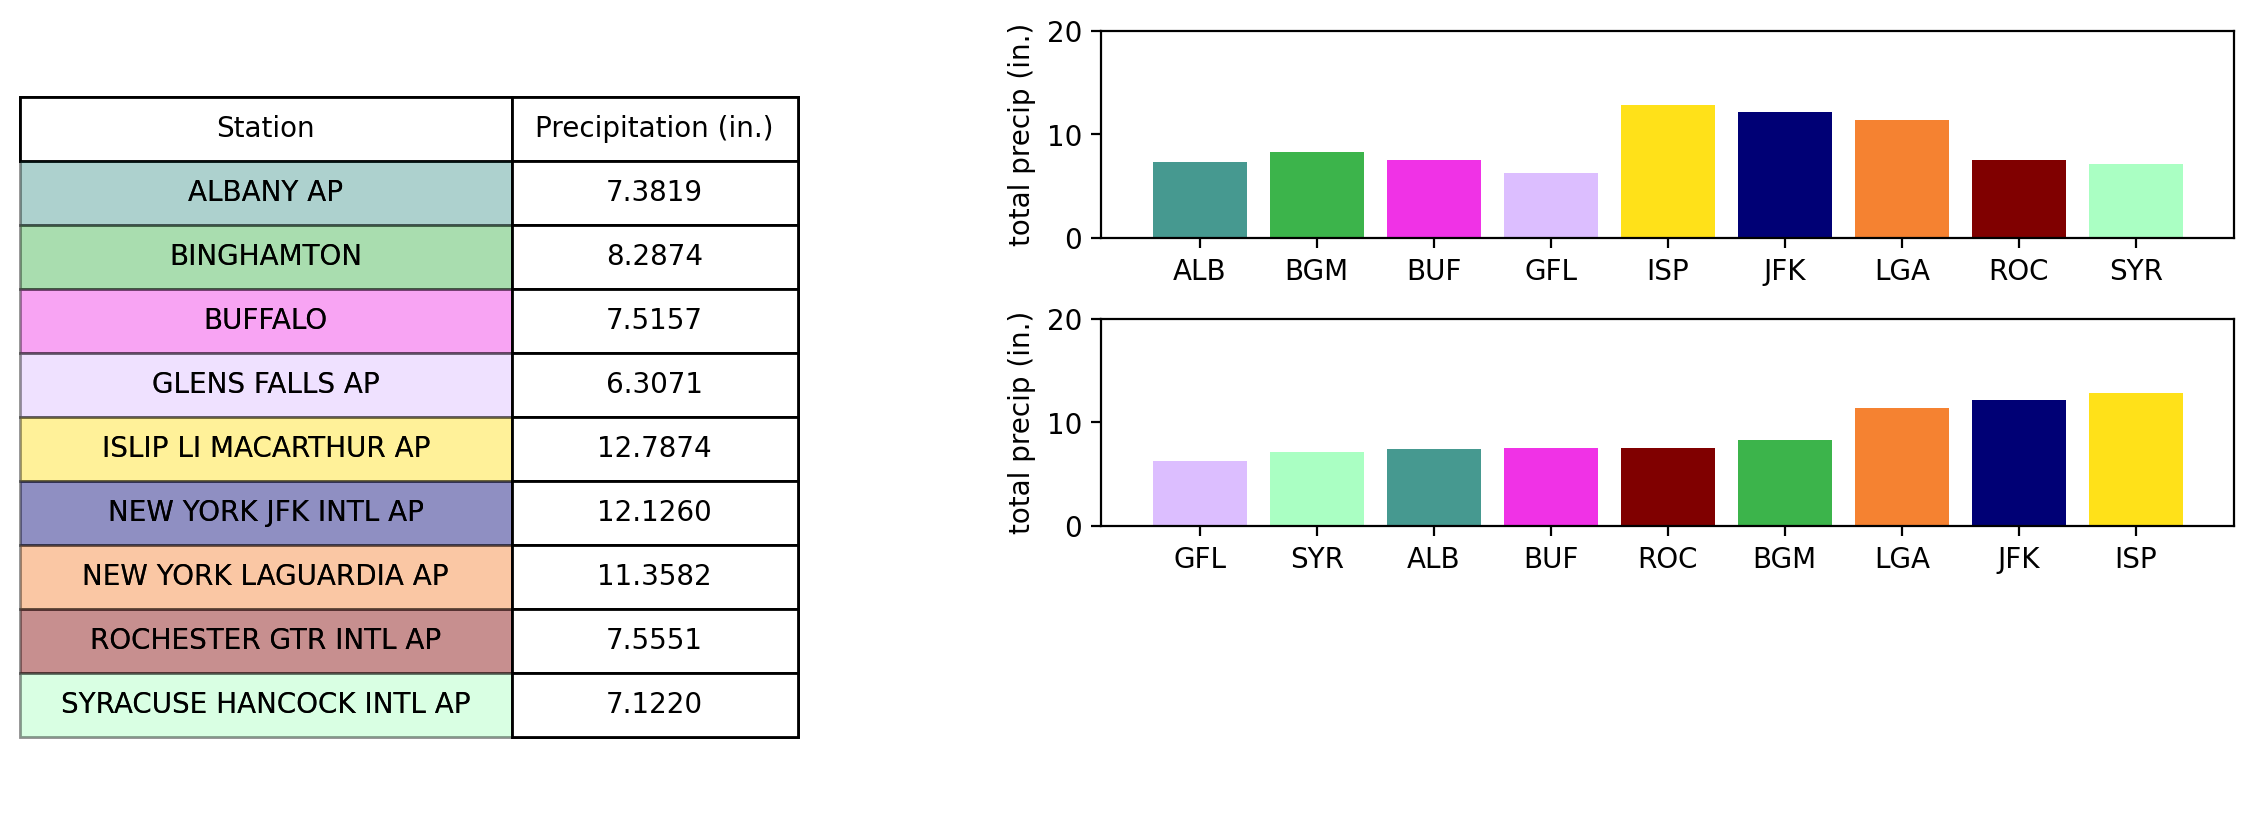 Station Precipitation (in.)
ALBANY AP 7.3819
BINGHAMTON 8.2874
BUFFALO 7.5157
GLENS FALLS AP 6.3071
ISLIP LI MACARTHUR AP 12.7874
NEW YORK JFK INTL AP 12.1260
NEW YORK LAGUARDIA AP 11.3582
ROCHESTER GTR INTL AP 7.5551
SYRACUSE HANCOCK INTL AP 7.1220
total precip (in.)
20
10
0
ALB BGM BUF GFL ISP JFK LGA ROC SYR
total precip (in.)
20
10
0
GFL SYR ALB BUF ROC BGM LGA JFK ISP